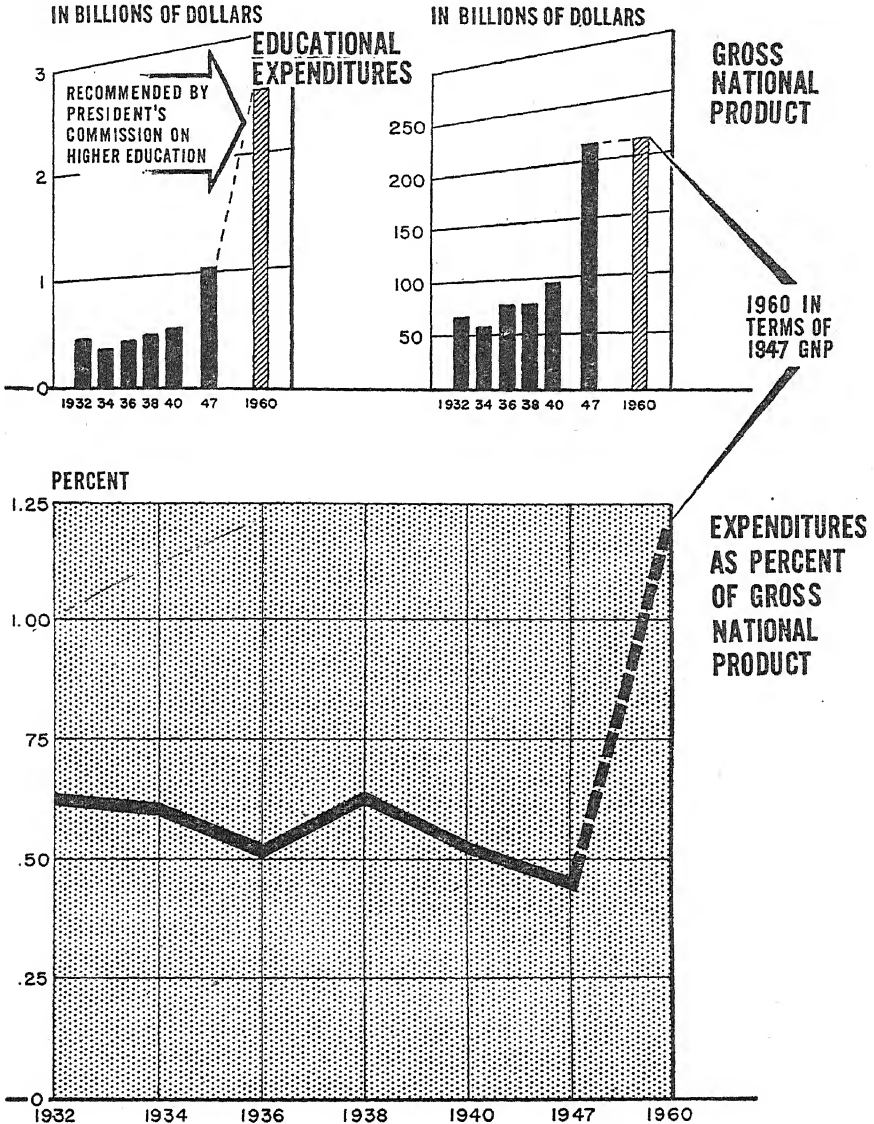 IN BILLIONS OF DOLLARS
EDUCATIONAL
EXPENDITURES
3
RECOMMENDED BY
PRESIDENT'S
COMMISSION ON
HIGHER EDUCATION
2
1
0
1932 34 36 38 40 47 1960
IN BILLIONS OF DOLLARS
GROSS
NATIONAL
PRODUCT
250
200
150
100
50
1932 34 36 38 40 47 1960
1960 IN
TERMS OF
1947 GNP
PERCENT
1.25
1.00
.75
.50
.25
0
1932 1934 1936 1938 1940 1947 1960
EXPENDITURES
AS PERCENT
OF GROSS
NATIONAL
PRODUCT